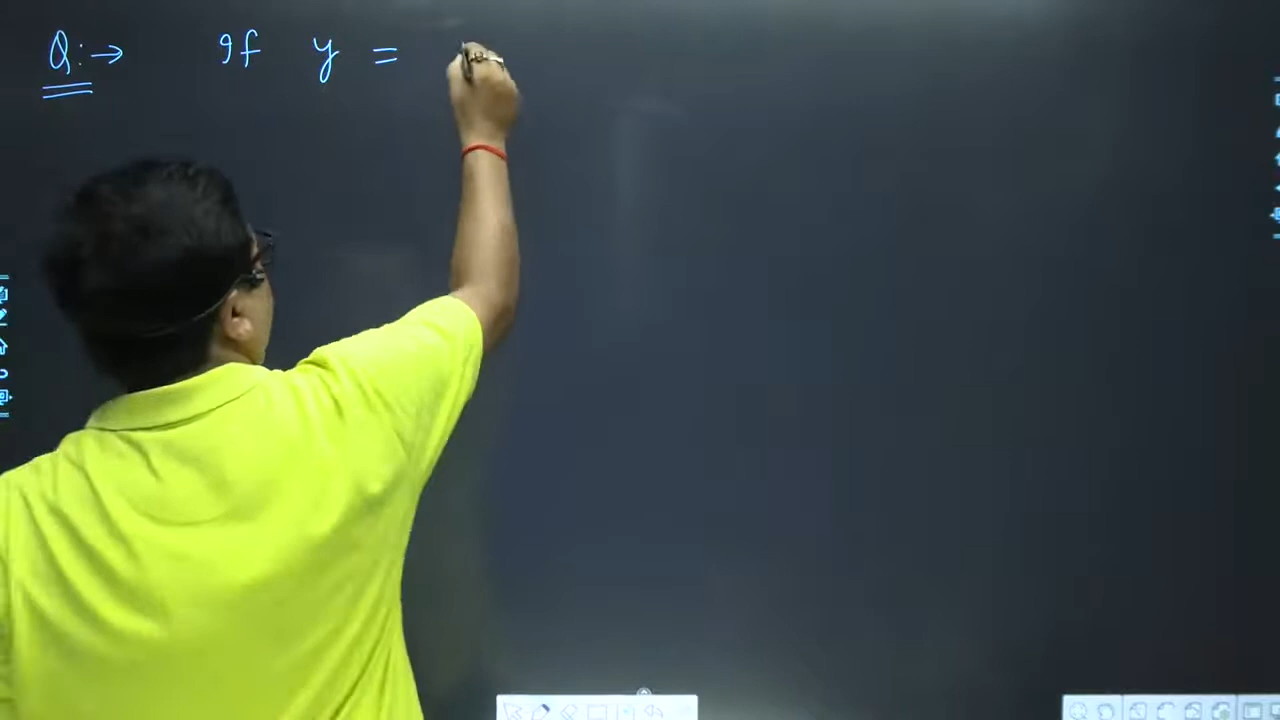 Q:→ If y =